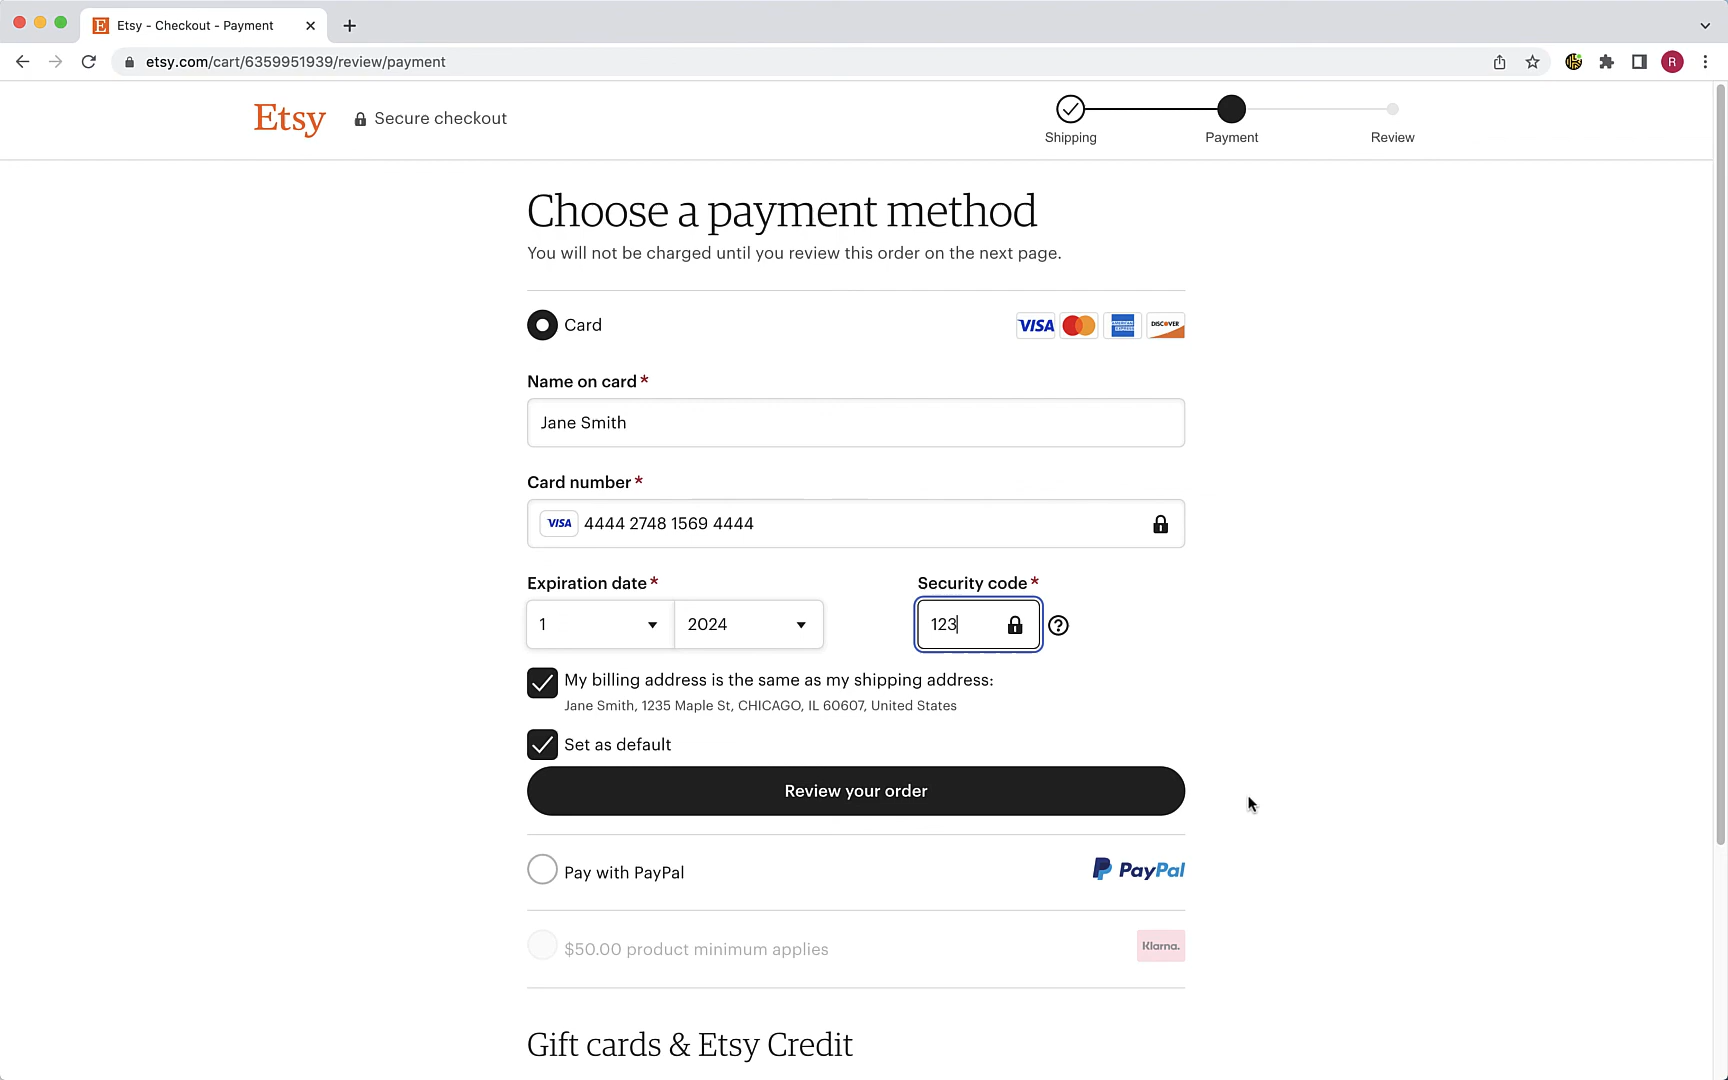 Etsy - Checkout - Payment
etsy.com/cart/6359951939/review/payment
R
Etsy
Secure checkout
Shipping
Payment
Review
Choose a payment method
You will not be charged until you review this order on the next page.
Card
VISA
AMERICAN EXPRESS
DISCOVER
Name on card *
Jane Smith
Card number *
VISA 4444 2748 1569 4444
Expiration date *
Security code *
1
2024
123
?
My billing address is the same as my shipping address:
Jane Smith, 1235 Maple St, CHICAGO, IL 60607, United States
Set as default
Review your order
Pay with PayPal
PayPal
$50.00 product minimum applies
Klarna.
Gift cards & Etsy Credit